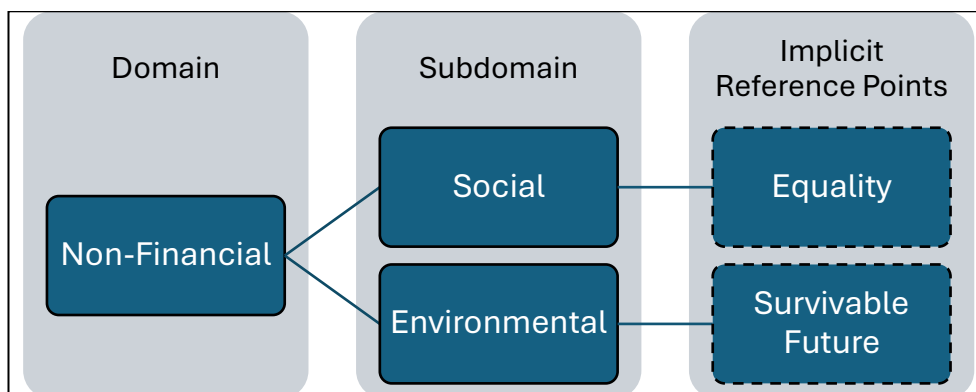 Domain
Subdomain
Implicit
Reference Points
Non-Financial
Social
Equality
Environmental
Survivable
Future